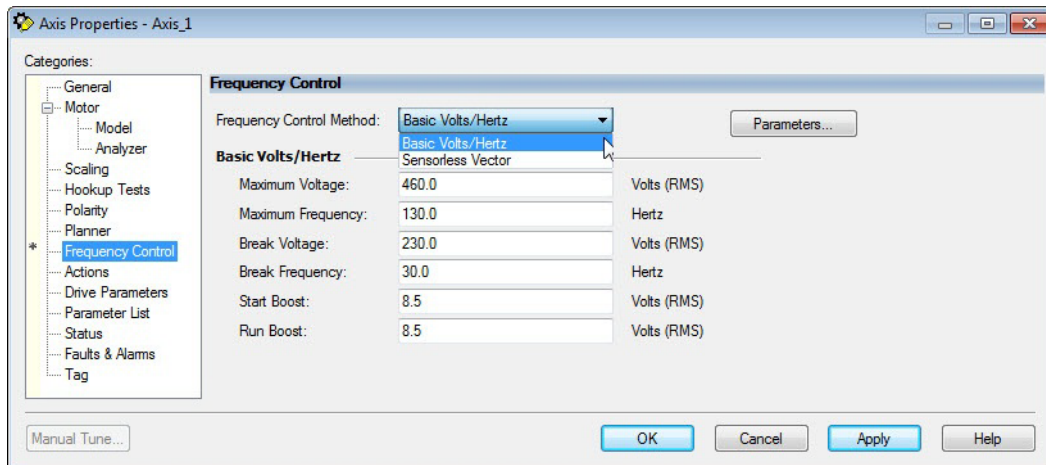 Axis Properties - Axis_1
Categories:
General
Motor
Model
Analyzer
Scaling
Hookup Tests
Polarity
Planner
* Frequency Control
Actions
Drive Parameters
Parameter List
Status
Faults & Alarms
Tag
Frequency Control
Frequency Control Method: Basic Volts/Hertz Parameters...
Basic Volts/Hertz
Sensorless Vector
Basic Volts/Hertz
Maximum Voltage: 460.0 Volts (RMS)
Maximum Frequency: 130.0 Hertz
Break Voltage: 230.0 Volts (RMS)
Break Frequency: 30.0 Hertz
Start Boost: 8.5 Volts (RMS)
Run Boost: 8.5 Volts (RMS)
Manual Tune... OK Cancel Apply Help